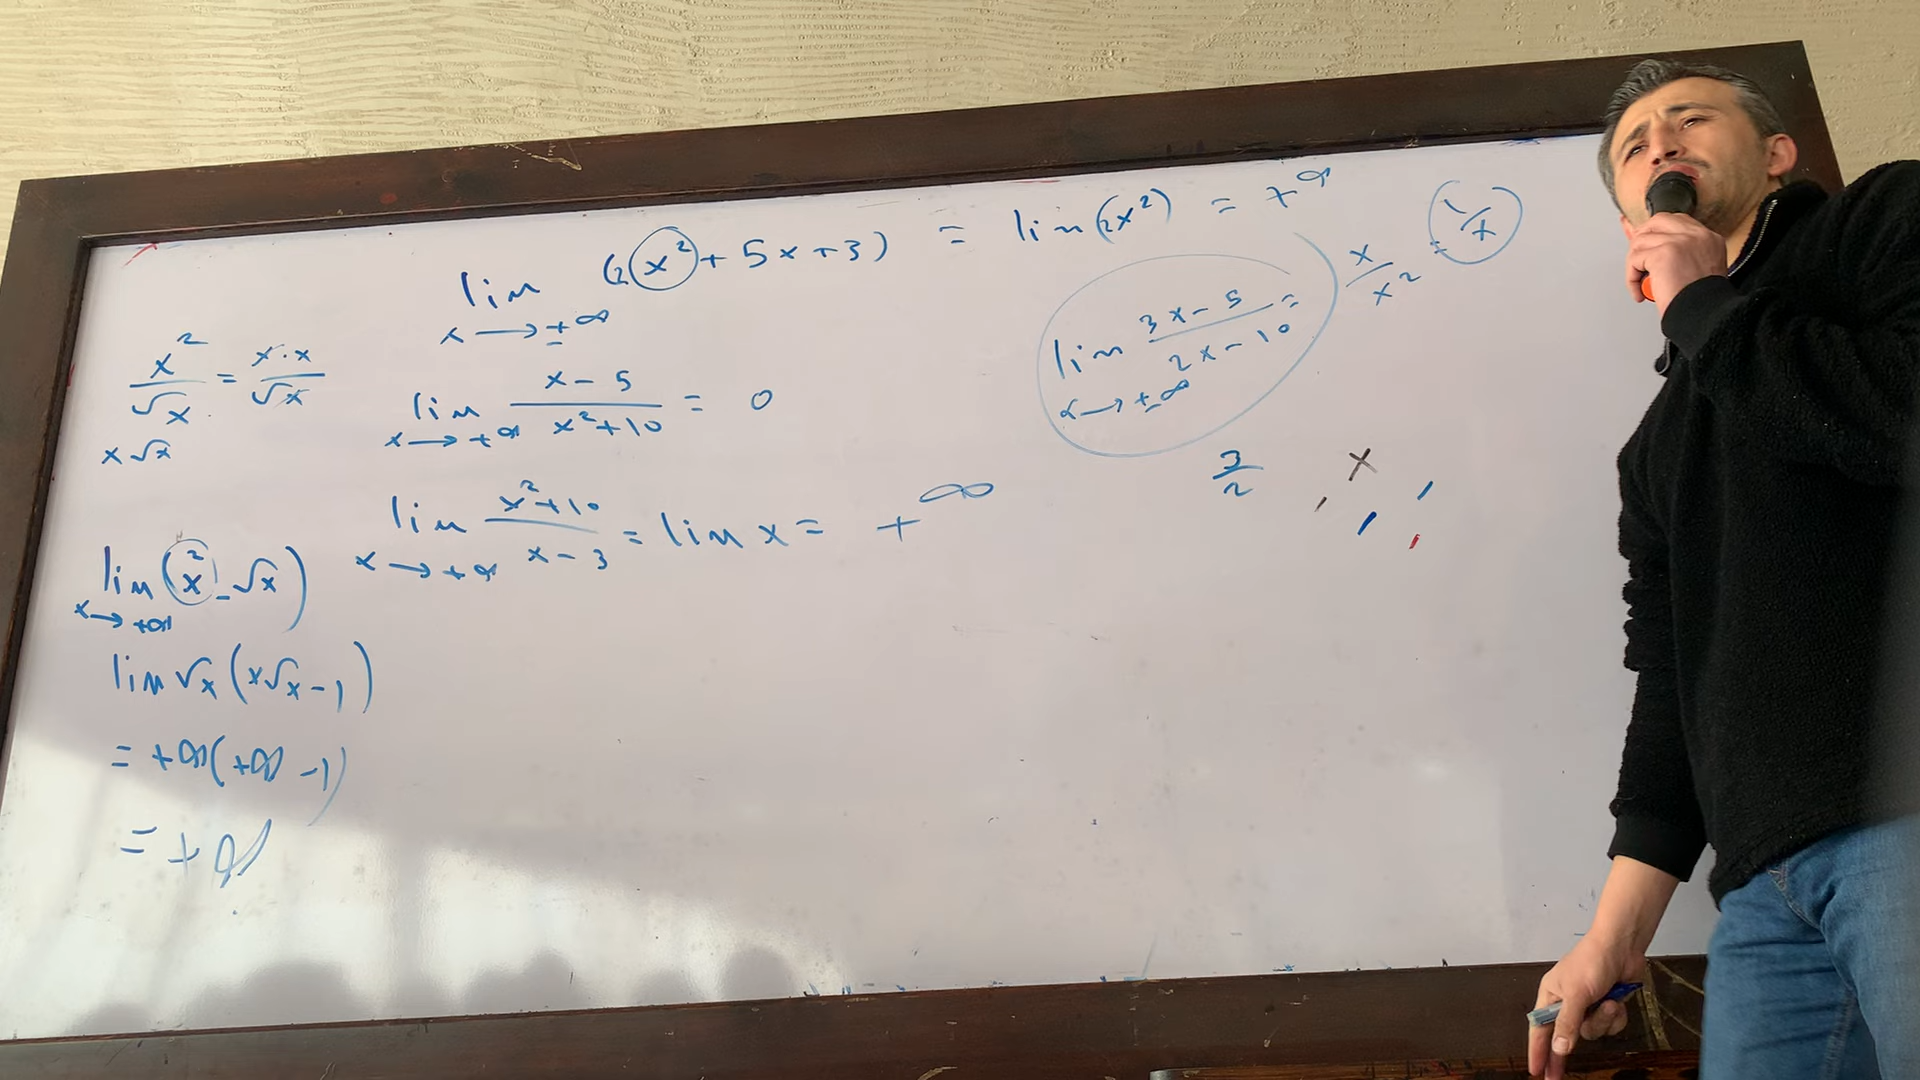 lim (2x² + 5x + 3) = lim (2x²) = +∞
x → ±∞
x²/√x = x·x/√x
x√x
lim (x - 5)/(x² + 10) = 0
x → +∞
lim (x² + 10)/(x - 3) = lim x = +∞
x → +∞
lim (x² - √x)
x → +∞
lim √x (x√x - 1)
= +∞(+∞ - 1)
= +∞
lim (3x - 5)/(2x - 10) =
x → ±∞
3/2
x/x² = 1/x
x